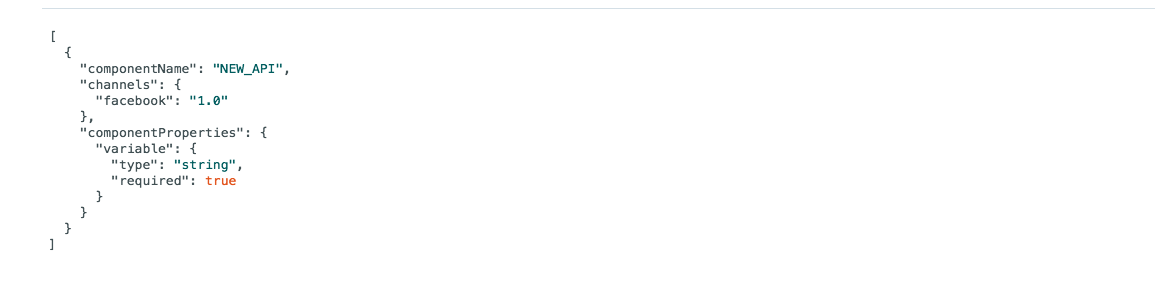 [
  {
    "componentName": "NEW_API",
    "channels": {
      "facebook": "1.0"
    },
    "componentProperties": {
      "variable": {
        "type": "string",
        "required": true
      }
    }
  }
]